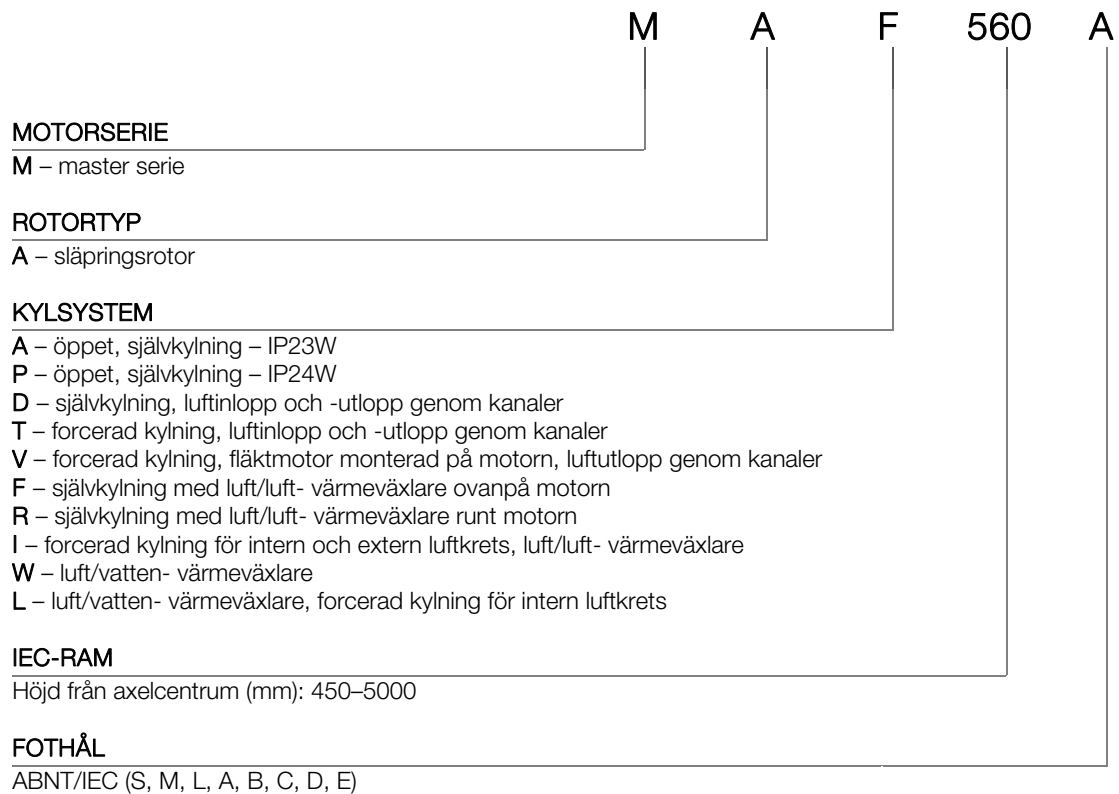 M A F 560 A
MOTORSERIE
M – master serie
ROTORTYP
A – släpringsrotor
KYLSYSTEM
A – öppet, självkylning – IP23W
P – öppet, självkylning – IP24W
D – självkylning, luftinlopp och -utlopp genom kanaler
T – forcerad kylning, luftinlopp och -utlopp genom kanaler
V – forcerad kylning, fläktmotor monterad på motorn, luftutlopp genom kanaler
F – självkylning med luft/luft- värmeväxlare ovanpå motorn
R – självkylning med luft/luft- värmeväxlare runt motorn
I – forcerad kylning för intern och extern luftkrets, luft/luft- värmeväxlare
W – luft/vatten- värmeväxlare
L – luft/vatten- värmeväxlare, forcerad kylning för intern luftkrets
IEC-RAM
Höjd från axelcentrum (mm): 450–5000
FOTHÅL
ABNT/IEC (S, M, L, A, B, C, D, E)